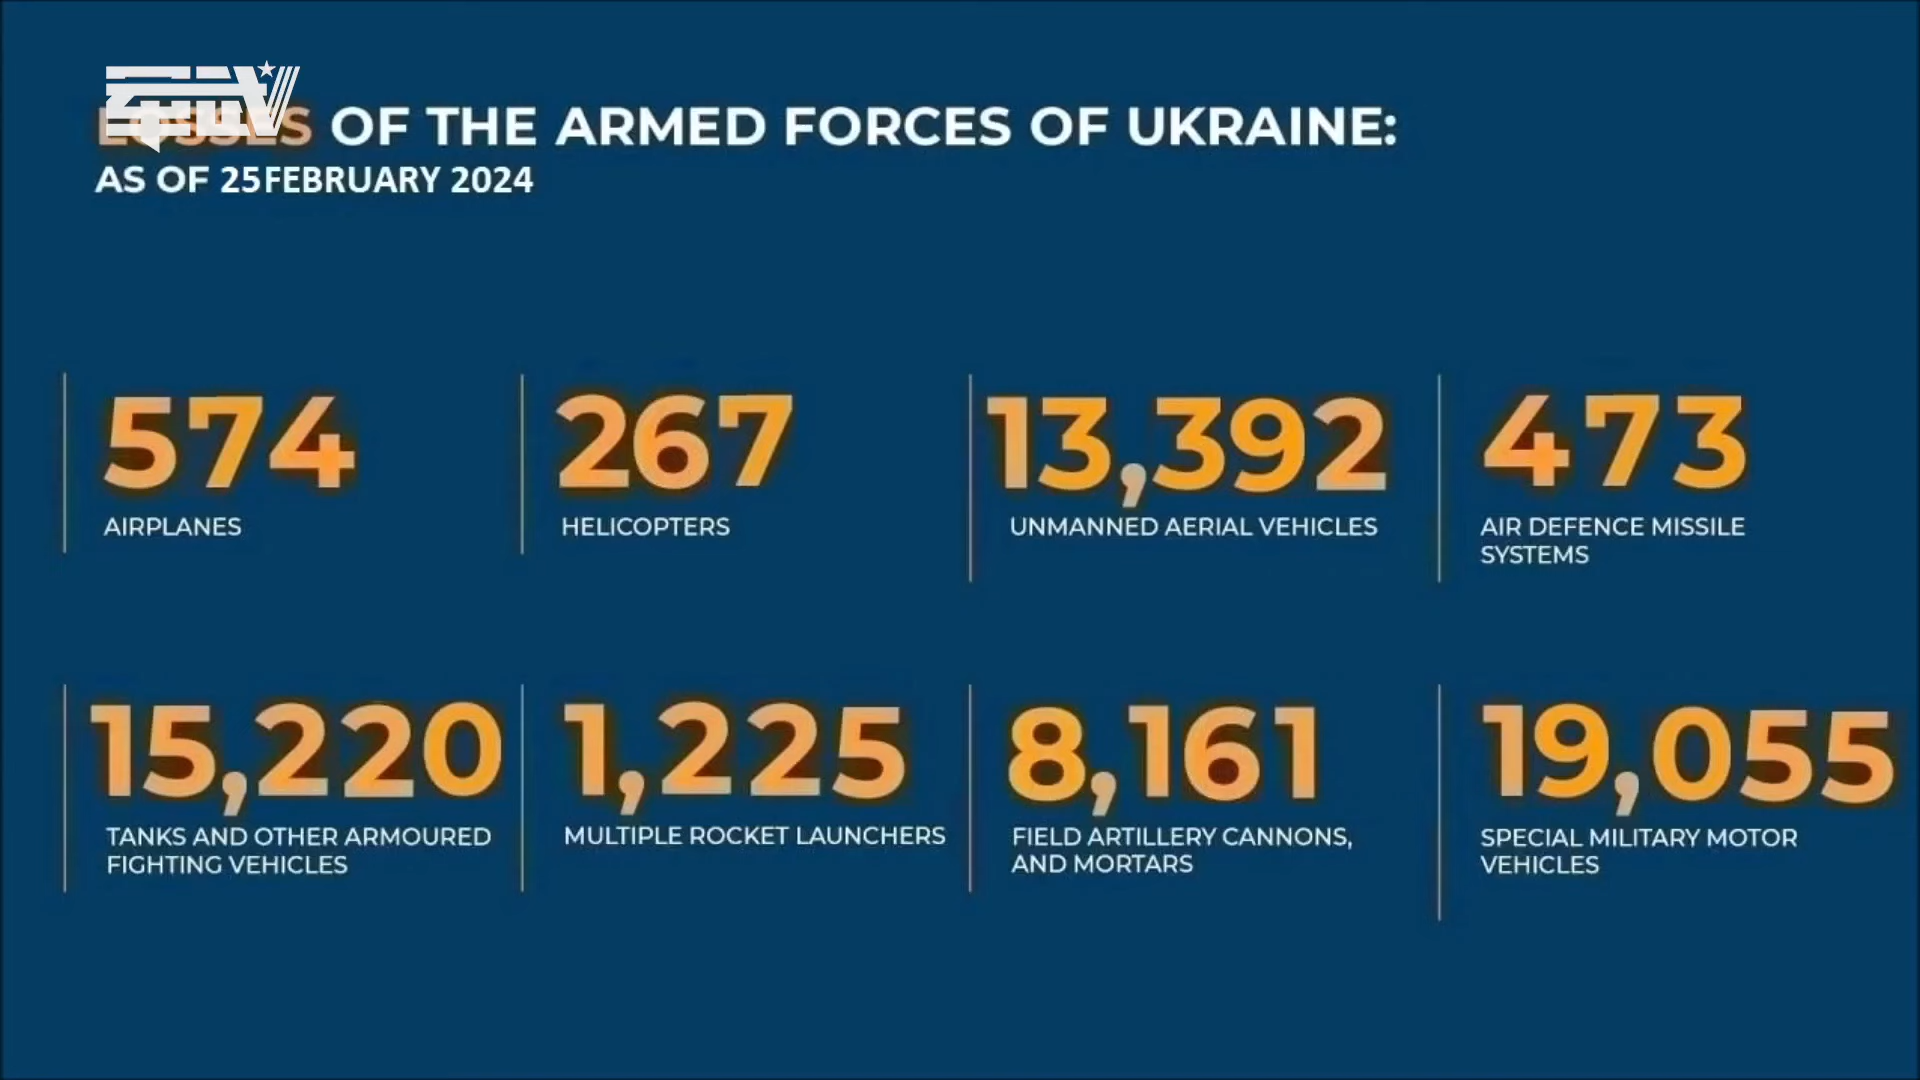 LOSSES OF THE ARMED FORCES OF UKRAINE:
AS OF 25FEBRUARY 2024
574
AIRPLANES
267
HELICOPTERS
13,392
UNMANNED AERIAL VEHICLES
473
AIR DEFENCE MISSILE
SYSTEMS
15,220
TANKS AND OTHER ARMOURED
FIGHTING VEHICLES
1,225
MULTIPLE ROCKET LAUNCHERS
8,161
FIELD ARTILLERY CANNONS,
AND MORTARS
19,055
SPECIAL MILITARY MOTOR
VEHICLES